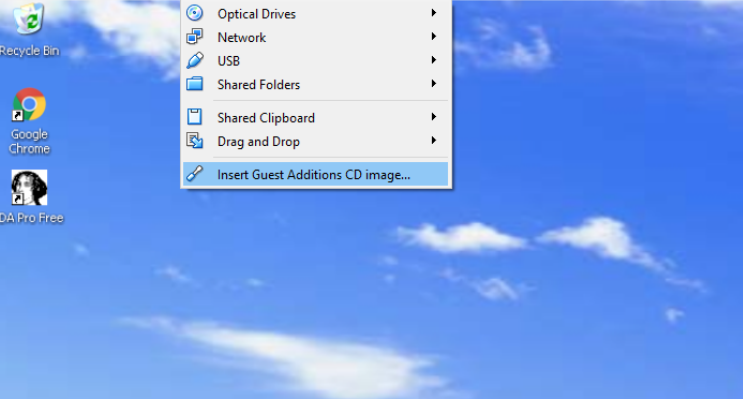 Optical Drives
Network
USB
Shared Folders
Shared Clipboard
Drag and Drop
Insert Guest Additions CD image...
Recycle Bin
Google
Chrome
DA Pro Free